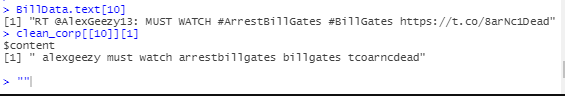 > BillData.text[10]
[1] "RT @AlexGeezy13: MUST WATCH #ArrestBillGates #BillGates https://t.co/8arNc1Dead"
> clean_corp[[10]][1]
$content
[1] " alexgeezy must watch arrestbillgates billgates tcoarncdead"
> ""